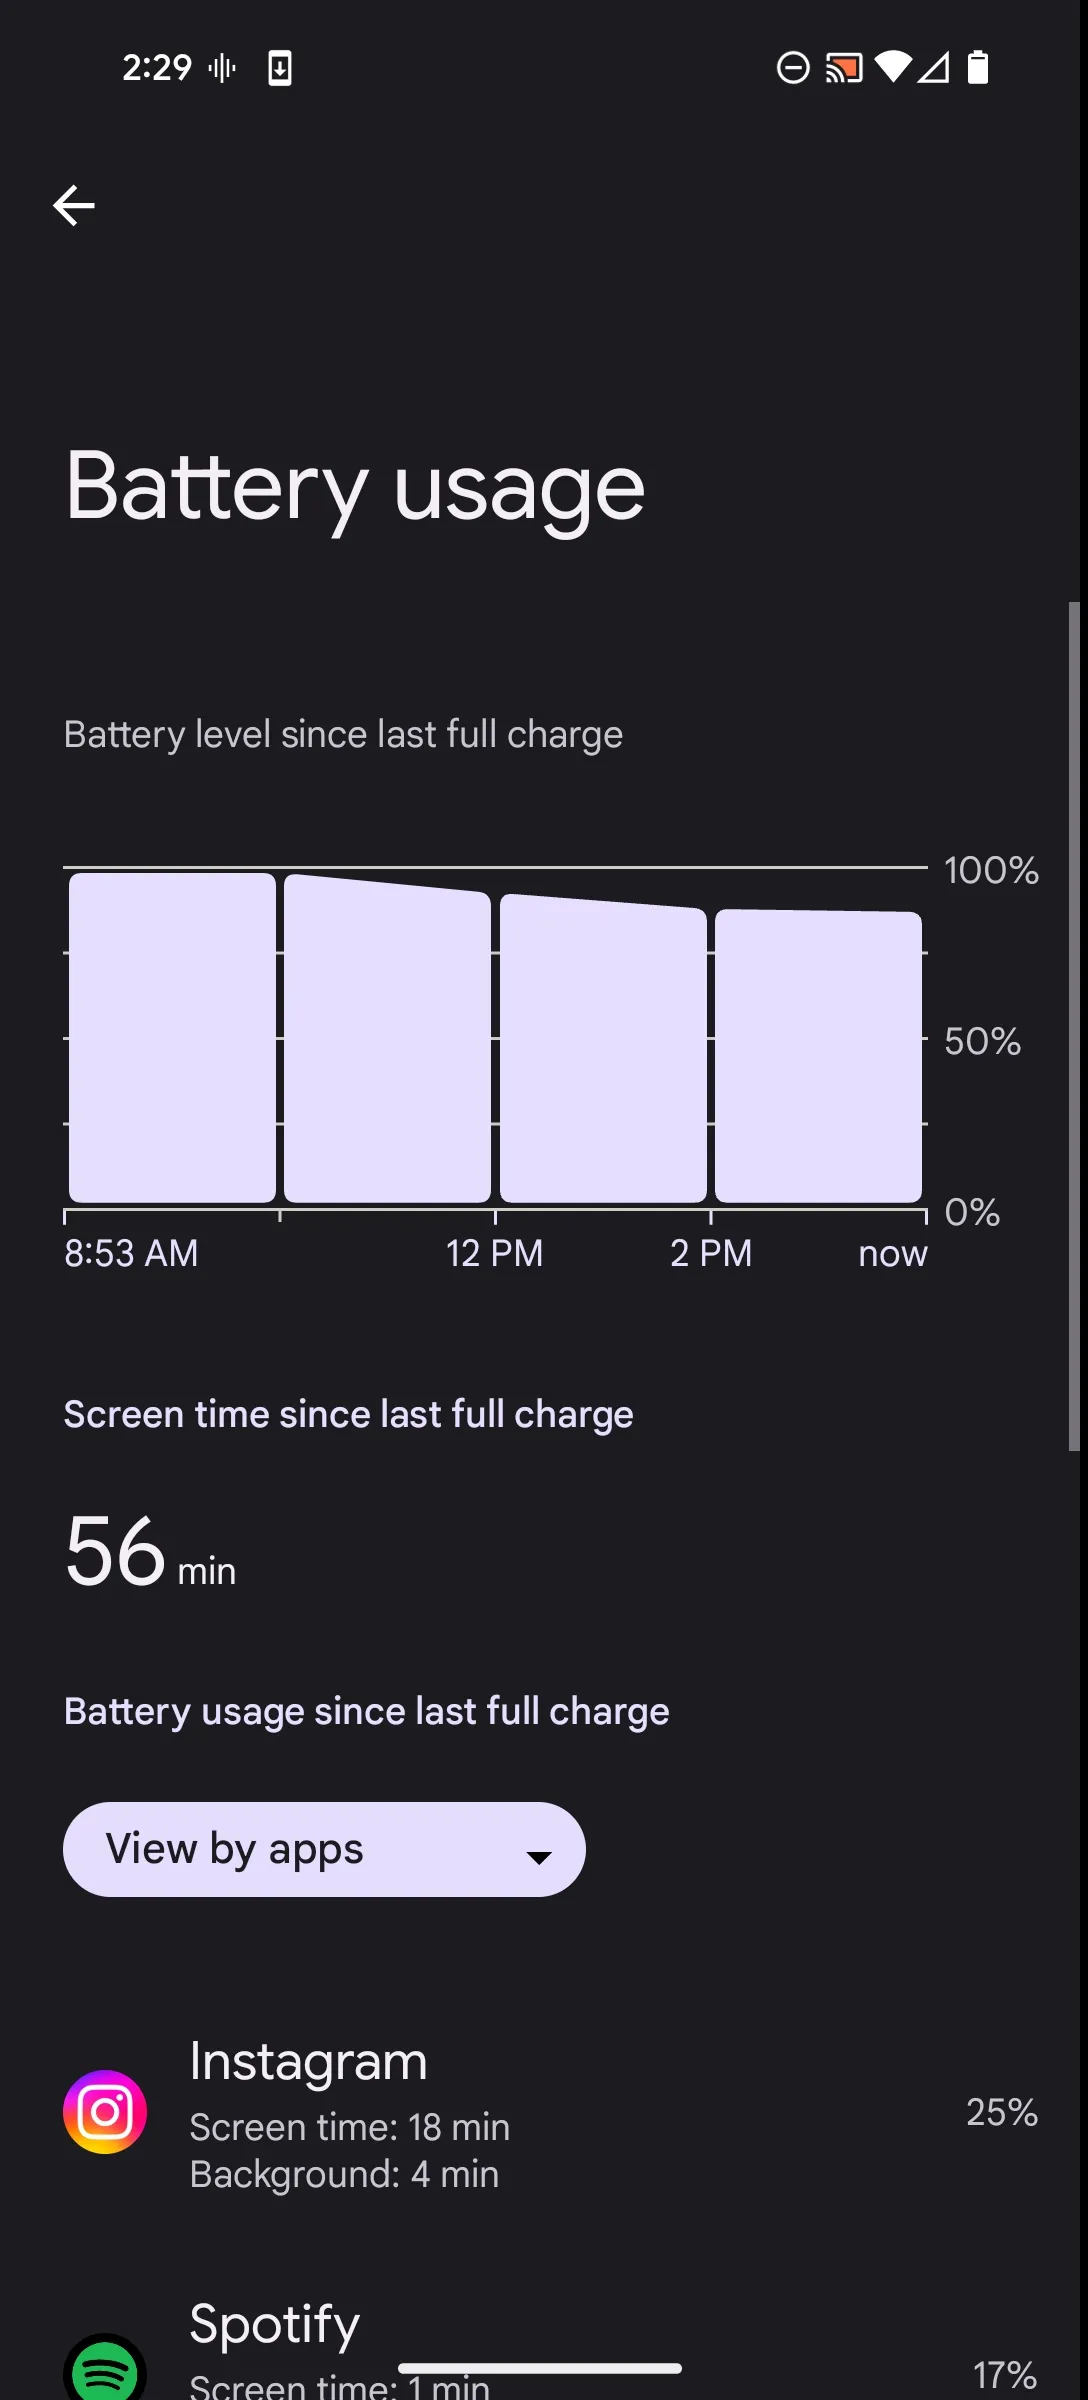 2:29
Battery usage
Battery level since last full charge
100%
50%
0%
8:53 AM 12 PM 2 PM now
Screen time since last full charge
56 min
Battery usage since last full charge
View by apps
Instagram
Screen time: 18 min
Background: 4 min
25%
Spotify
Screen time: 1 min
17%